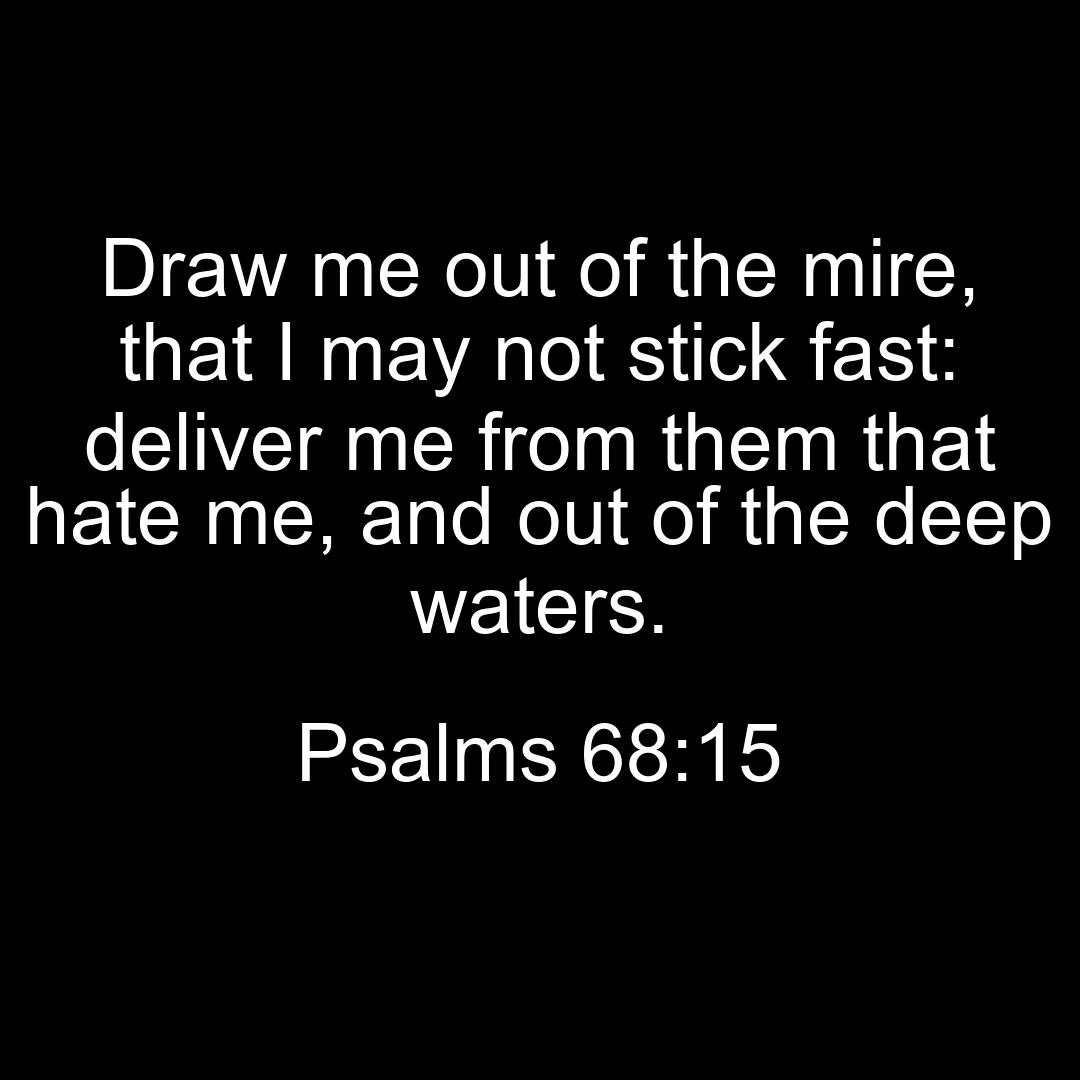 Draw me out of the mire,
that I may not stick fast:
deliver me from them that
hate me, and out of the deep
waters.
Psalms 68:15